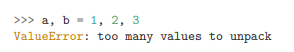 >>> a, b = 1, 2, 3
ValueError: too many values to unpack